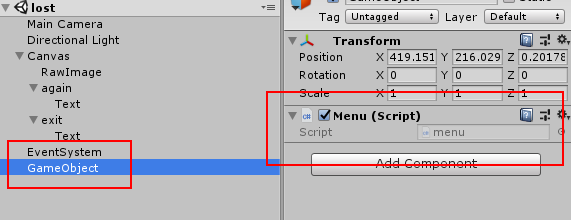 lost
Main Camera
Directional Light
Canvas
RawImage
again
Text
exit
Text
EventSystem
GameObject
Tag Untagged Layer Default
Transform
Position X 419.151 Y 216.029 Z 0.20178
Rotation X 0 Y 0 Z 0
Scale X 1 Y 1 Z 1
Menu (Script)
Script menu
Add Component